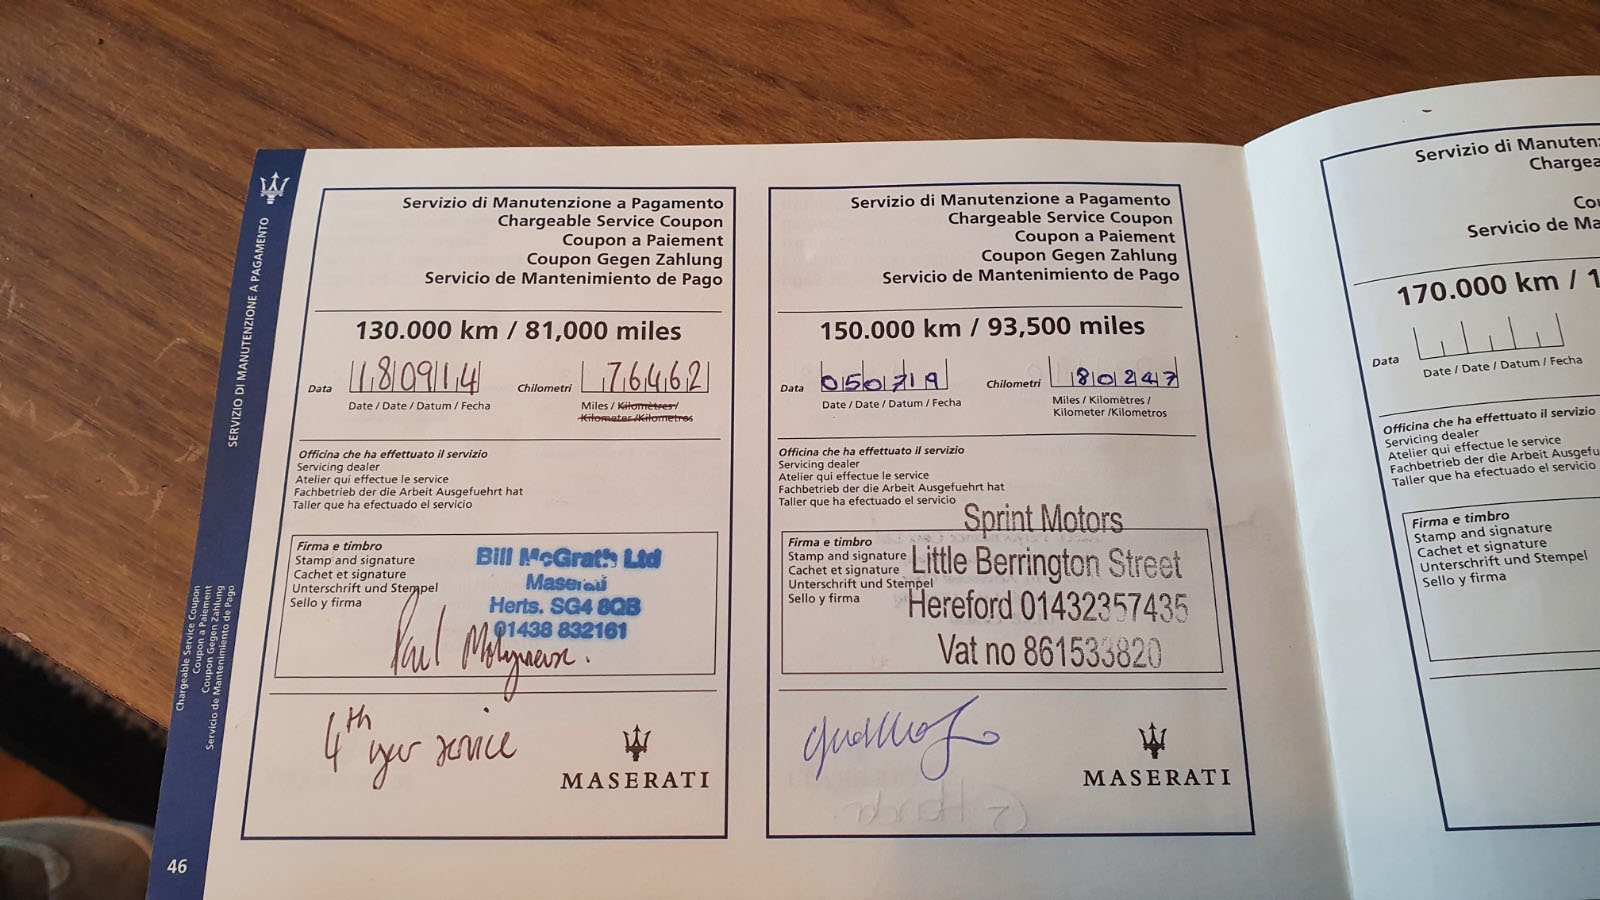 SERVIZIO DI MANUTENZIONE A PAGAMENTO
Chargeable Service Coupon
Coupon a Paiement
Coupon Gegen Zahlung
Servicio de Mantenimiento de Pago
46
Servizio di Manutenzione a Pagamento
Chargeable Service Coupon
Coupon a Paiement
Coupon Gegen Zahlung
Servicio de Mantenimiento de Pago
130.000 km / 81,000 miles
Data 180914 Chilometri 76462
Date / Date / Datum / Fecha
Miles / Kilomètres /
Kilometer /Kilometros
Officina che ha effettuato il servizio
Servicing dealer
Atelier qui effectue le service
Fachbetrieb der die Arbeit Ausgefuehrt hat
Taller que ha efectuado el servicio
Firma e timbro
Stamp and signature
Cachet et signature
Unterschrift und Stempel
Sello y firma
Bill McGrath Ltd
Maserati
Herts. SG4 8QB
01438 832161
Paul Molyneux.
4th year service
MASERATI
Servizio di Manutenzione a Pagamento
Chargeable Service Coupon
Coupon a Paiement
Coupon Gegen Zahlung
Servicio de Mantenimiento de Pago
150.000 km / 93,500 miles
Data 050719 Chilometri 80247
Date / Date / Datum / Fecha
Miles / Kilomètres /
Kilometer /Kilometros
Officina che ha effettuato il servizio
Servicing dealer
Atelier qui effectue le service
Fachbetrieb der die Arbeit Ausgefuehrt hat
Taller que ha efectuado el servicio
Firma e timbro
Stamp and signature
Cachet et signature
Unterschrift und Stempel
Sello y firma
Sprint Motors
Little Berrington Street
Hereford 01432357435
Vat no 861533820
MASERATI
Servizio di Manuten
Chargea
Cou
Servicio de Ma
170.000 km / 1
Data
Date / Date / Datum / Fecha
Officina che ha effettuato il servizio
Servicing dealer
Atelier qui effectue le service
Fachbetrieb der die Arbeit Ausgefu
Taller que ha efectuado el servicio
Firma e timbro
Stamp and signature
Cachet et signature
Unterschrift und Stempel
Sello y firma